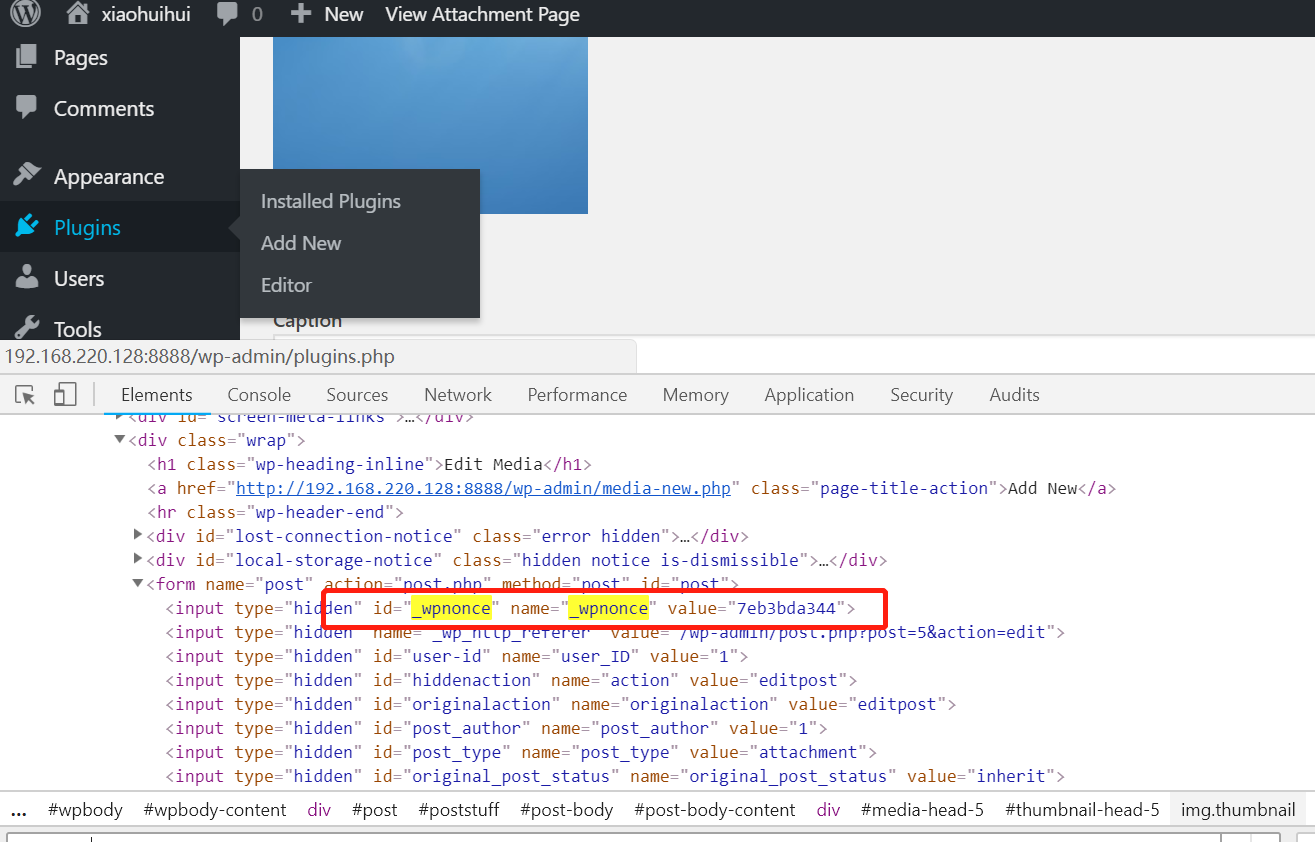 xiaohuihui 0 New View Attachment Page
Pages
Comments
Appearance
Plugins
Users
Tools
Installed Plugins
Add New
Editor
Caption
192.168.220.128:8888/wp-admin/plugins.php
Elements Console Sources Network Performance Memory Application Security Audits
<div id="screen-meta-links">…</div>
<div class="wrap">
<h1 class="wp-heading-inline">Edit Media</h1>
<a href="http://192.168.220.128:8888/wp-admin/media-new.php" class="page-title-action">Add New</a>
<hr class="wp-header-end">
<div id="lost-connection-notice" class="error hidden">…</div>
<div id="local-storage-notice" class="hidden notice is-dismissible">…</div>
<form name="post" action="post.php" method="post" id="post">
<input type="hidden" id="_wpnonce" name="_wpnonce" value="7eb3bda344">
<input type="hidden" name="_wp_http_referer" value="/wp-admin/post.php?post=5&action=edit">
<input type="hidden" id="user-id" name="user_ID" value="1">
<input type="hidden" id="hiddenaction" name="action" value="editpost">
<input type="hidden" id="originalaction" name="originalaction" value="editpost">
<input type="hidden" id="post_author" name="post_author" value="1">
<input type="hidden" id="post_type" name="post_type" value="attachment">
<input type="hidden" id="original_post_status" name="original_post_status" value="inherit">
... #wpbody #wpbody-content div #post #poststuff #post-body #post-body-content div #media-head-5 #thumbnail-head-5 img.thumbnail